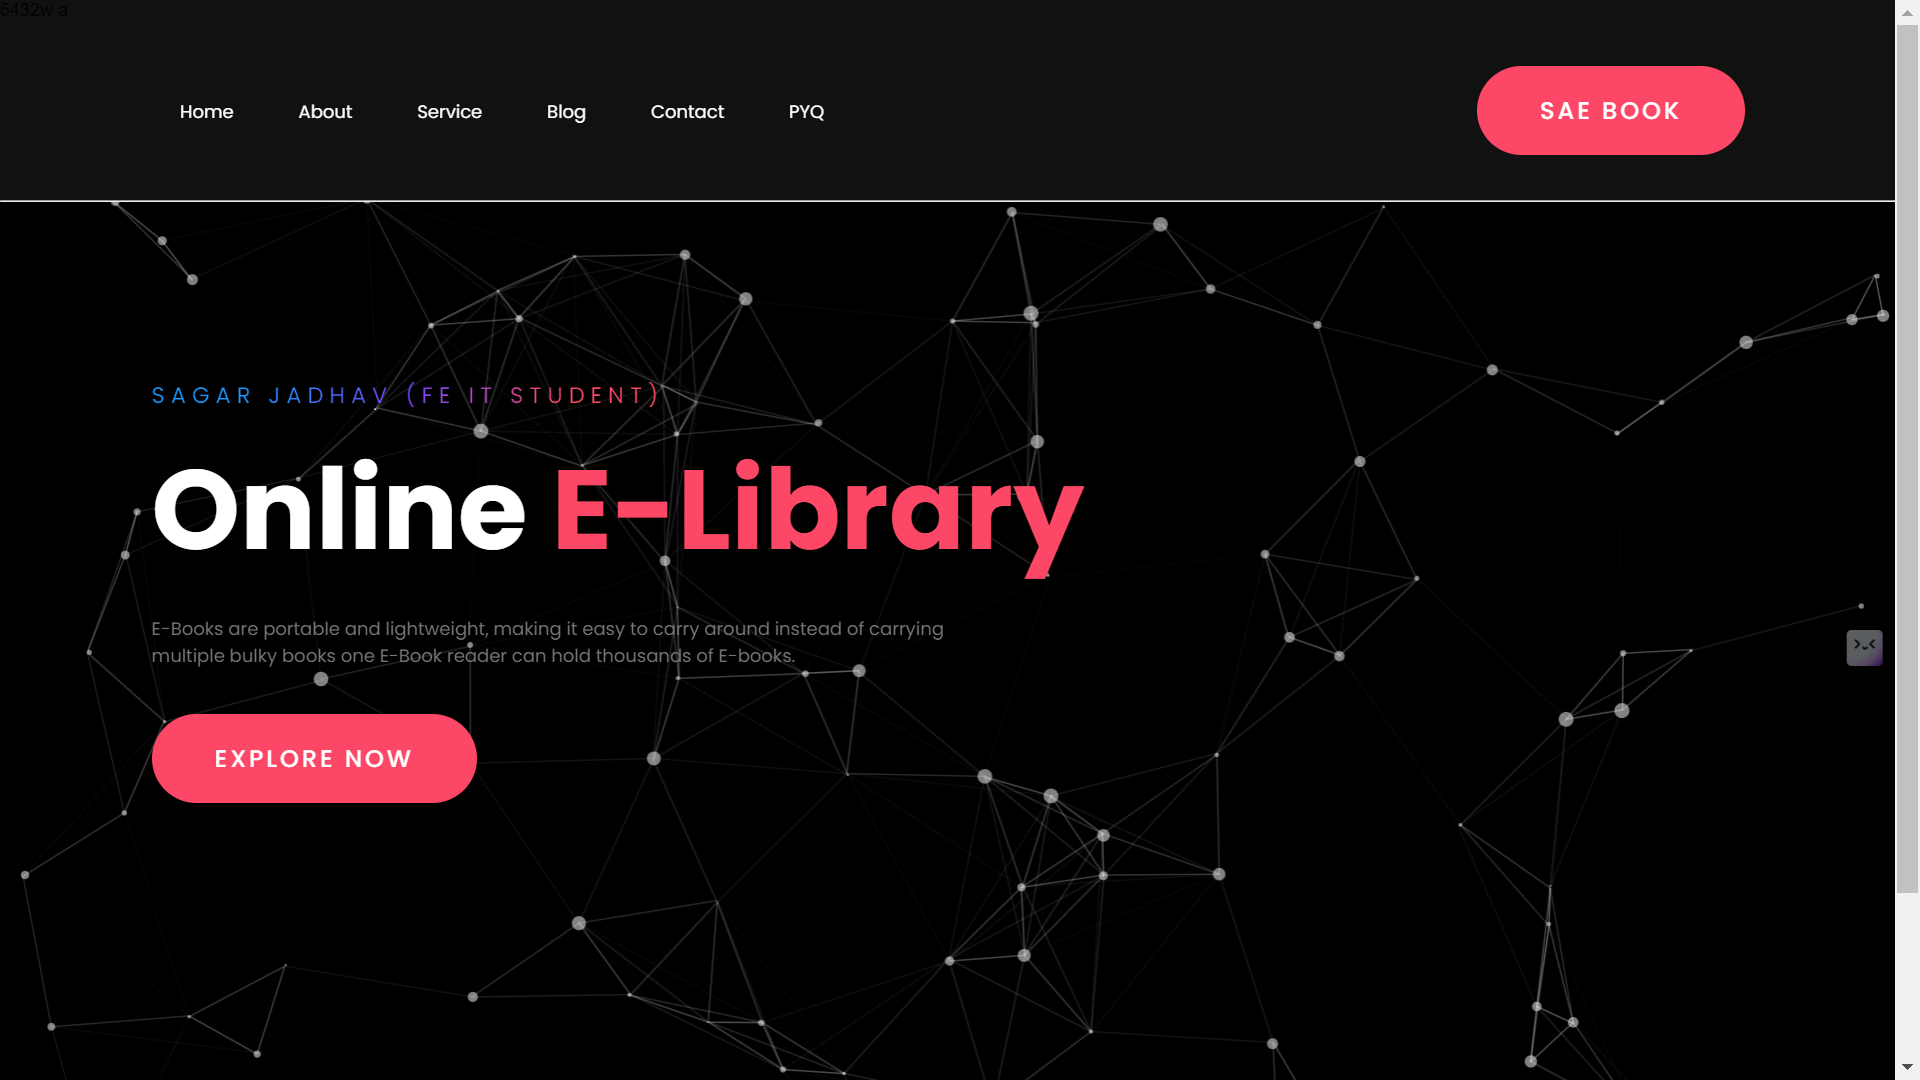 5432w a
Home About Service Blog Contact PYQ
SAE BOOK
SAGAR JADHAV (FE IT STUDENT)
Online E-Library
E-Books are portable and lightweight, making it easy to carry around instead of carrying
multiple bulky books one E-Book reader can hold thousands of E-books.
EXPLORE NOW